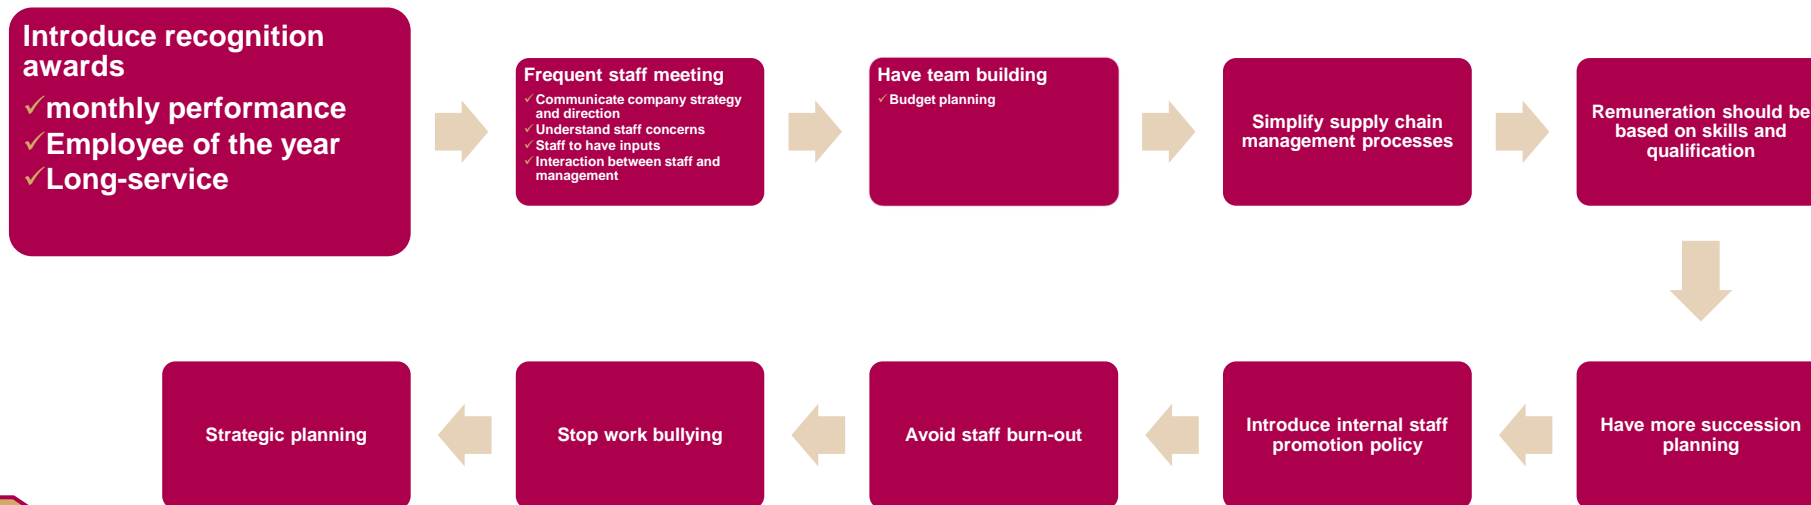 Introduce recognition
awards
✓monthly performance
✓Employee of the year
✓Long-service
Frequent staff meeting
✓Communicate company strategy
and direction
✓Understand staff concerns
✓Staff to have inputs
✓Interaction between staff and
management
Have team building
✓Budget planning
Simplify supply chain
management processes
Remuneration should be
based on skills and
qualification
Have more succession
planning
Introduce internal staff
promotion policy
Avoid staff burn-out
Stop work bullying
Strategic planning